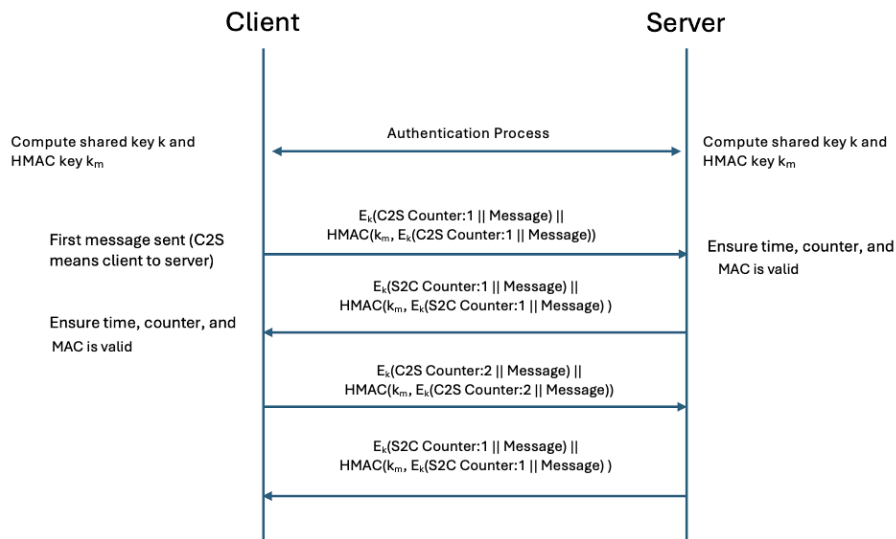 Client
Server
Authentication Process
Compute shared key k and
HMAC key kₘ
Compute shared key k and
HMAC key kₘ
Eₖ(C2S Counter:1 || Message) ||
HMAC(kₘ, Eₖ(C2S Counter:1 || Message))
First message sent (C2S
means client to server)
Ensure time, counter, and
MAC is valid
Eₖ(S2C Counter:1 || Message) ||
HMAC(kₘ, Eₖ(S2C Counter:1 || Message) )
Ensure time, counter, and
MAC is valid
Eₖ(C2S Counter:2 || Message) ||
HMAC(kₘ, Eₖ(C2S Counter:2 || Message))
Eₖ(S2C Counter:1 || Message) ||
HMAC(kₘ, Eₖ(S2C Counter:1 || Message) )